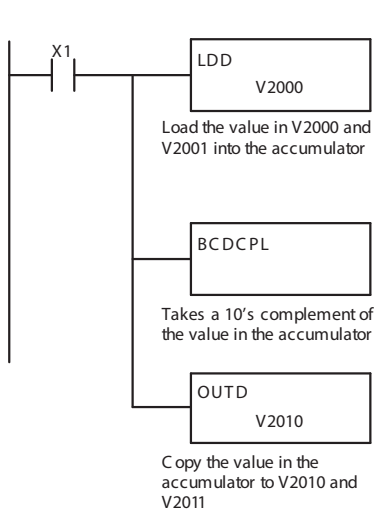 X1
LDD
V2000
Load the value in V2000 and
V2001 into the accumulator
BCDCPL
Takes a 10's complement of
the value in the accumulator
OUTD
V2010
Copy the value in the
accumulator to V2010 and
V2011